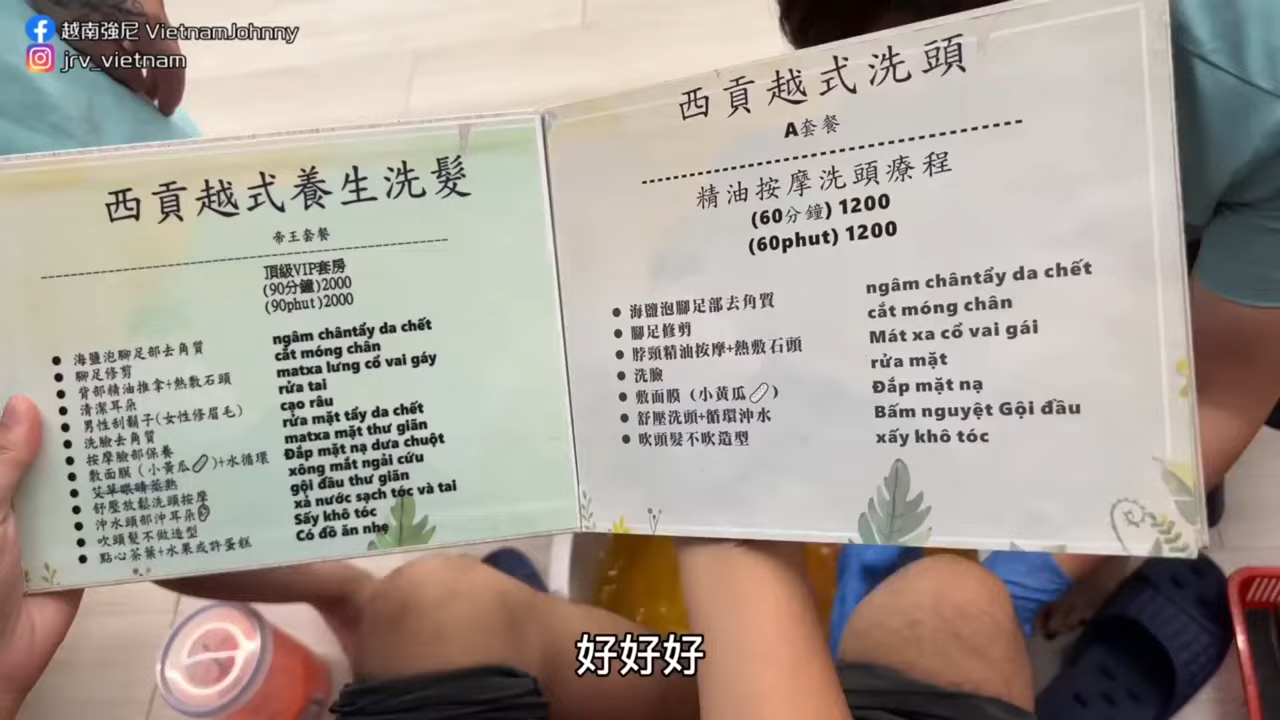 越南強尼 VietnamJohnny
jrv_vietnam
西貢越式養生洗髮
帝王套餐
頂級VIP套房
(90分鐘)2000
(90phut)2000
海鹽泡腳足部去角質
腳足修剪
背部精油推拿+熱敷石頭
清潔耳朵
男性刮鬍子(女性修眉毛)
洗臉去角質
按摩臉部保養
敷面膜(小黃瓜)+水循環
艾草眼睛蒸熱
舒壓放鬆洗頭按摩
沖水頭部沖耳朵
吹頭髮不做造型
點心茶葉+水果或許蛋糕
ngâm chântẩy da chết
cắt móng chân
matxa lưng cổ vai gáy
rửa tai
cạo râu
rửa mặt tẩy da chết
matxa mặt thư giãn
Đắp mặt nạ dưa chuột
xông mắt ngải cứu
gội đầu thư giãn
xả nước sạch tóc và tai
Sấy khô tóc
Có đồ ăn nhẹ
西貢越式洗頭
A套餐
精油按摩洗頭療程
(60分鐘) 1200
(60phut) 1200
海鹽泡腳足部去角質
腳足修剪
脖頸精油按摩+熱敷石頭
洗臉
敷面膜（小黃瓜）
舒壓洗頭+循環沖水
吹頭髮不吹造型
ngâm chântẩy da chết
cắt móng chân
Mát xa cổ vai gái
rửa mặt
Đắp mặt nạ
Bấm nguyệt Gội đầu
xấy khô tóc
好好好